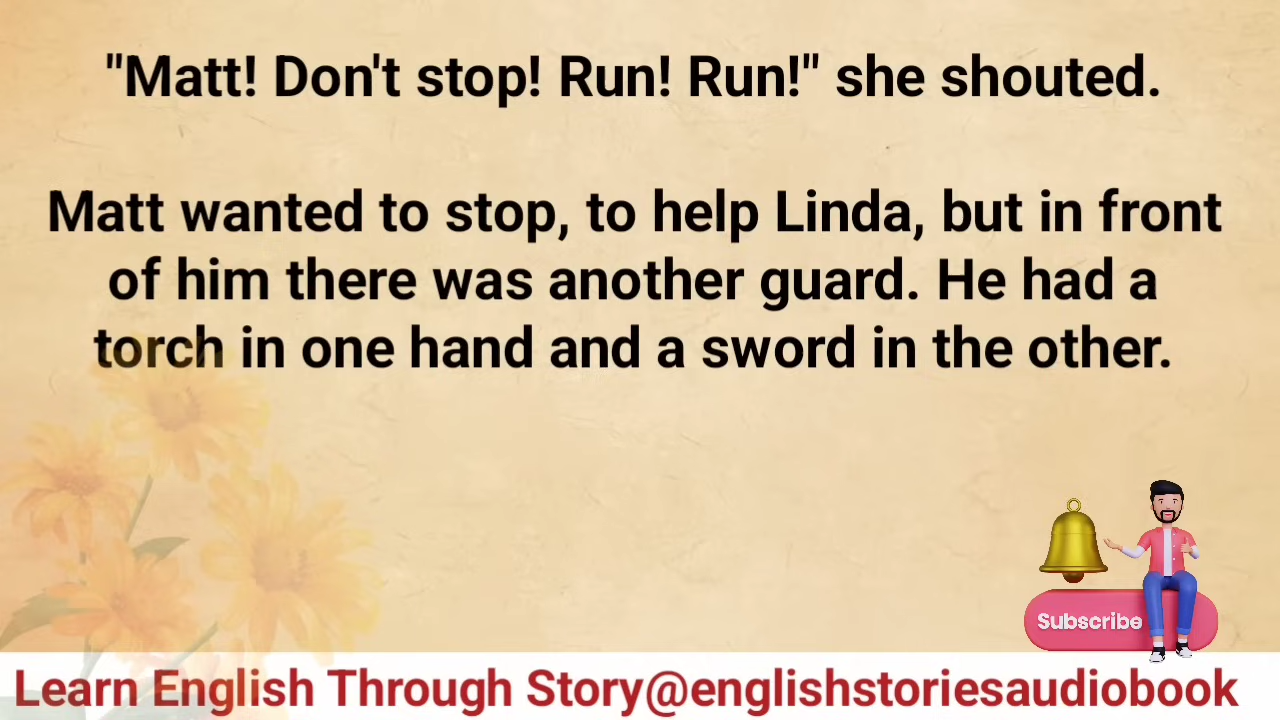 "Matt! Don't stop! Run! Run!" she shouted.
Matt wanted to stop, to help Linda, but in front
of him there was another guard. He had a
torch in one hand and a sword in the other.
Subscribe
Learn English Through Story@englishstoriesaudiobook